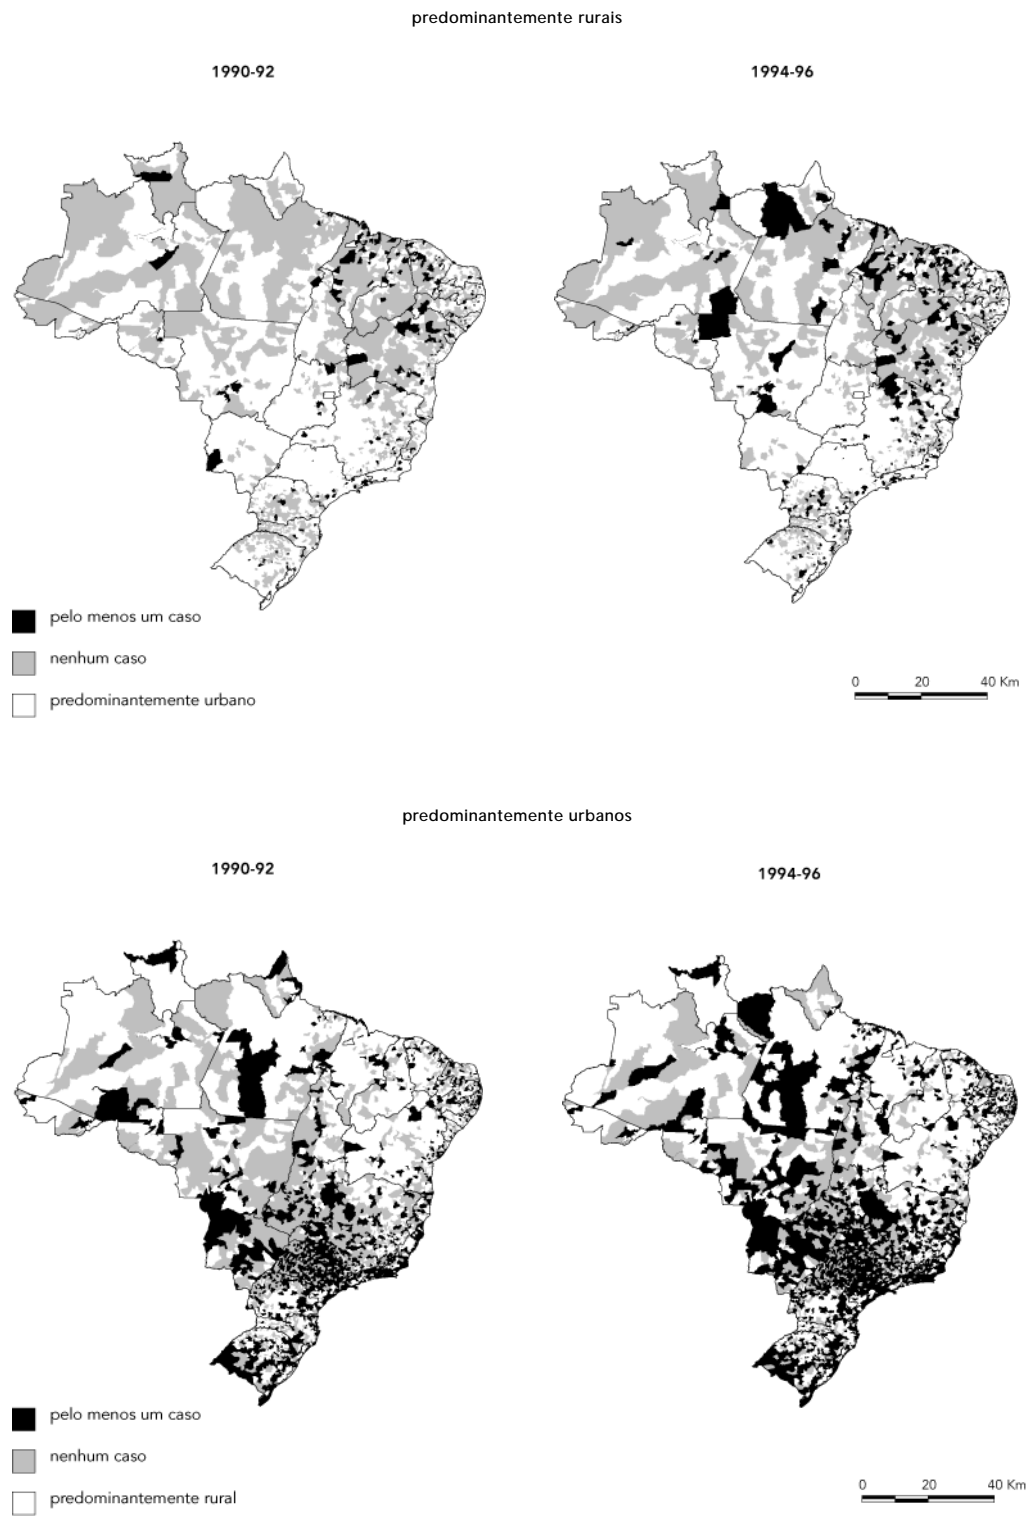 predominantemente rurais
1990-92
1994-96
pelo menos um caso
nenhum caso
predominantemente urbano
0 20 40 Km
predominantemente urbanos
1990-92
1994-96
pelo menos um caso
nenhum caso
predominantemente rural
0 20 40 Km